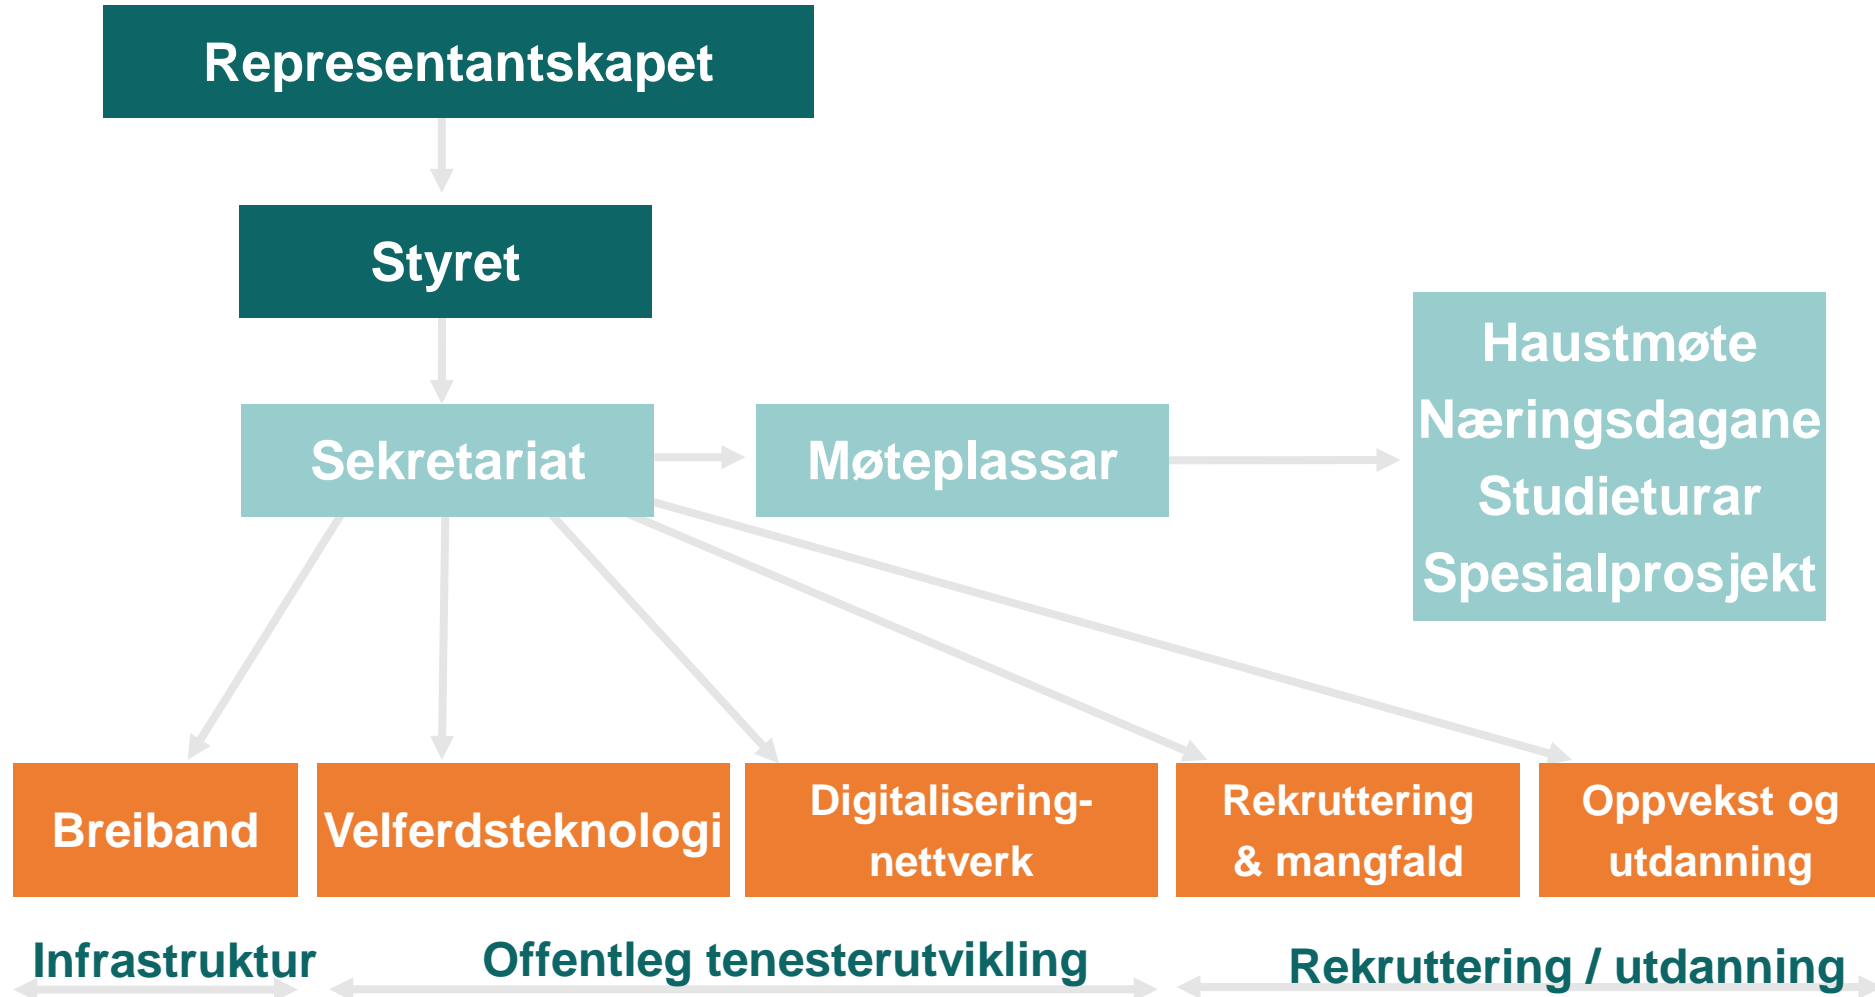 Representantskapet
Styret
Sekretariat
Møteplassar
Haustmøte
Næringsdagane
Studieturar
Spesialprosjekt
Breiband
Velferdsteknologi
Digitalisering-
nettverk
Rekruttering
& mangfald
Oppvekst og
utdanning
Infrastruktur
Offentleg tenesterutvikling
Rekruttering / utdanning